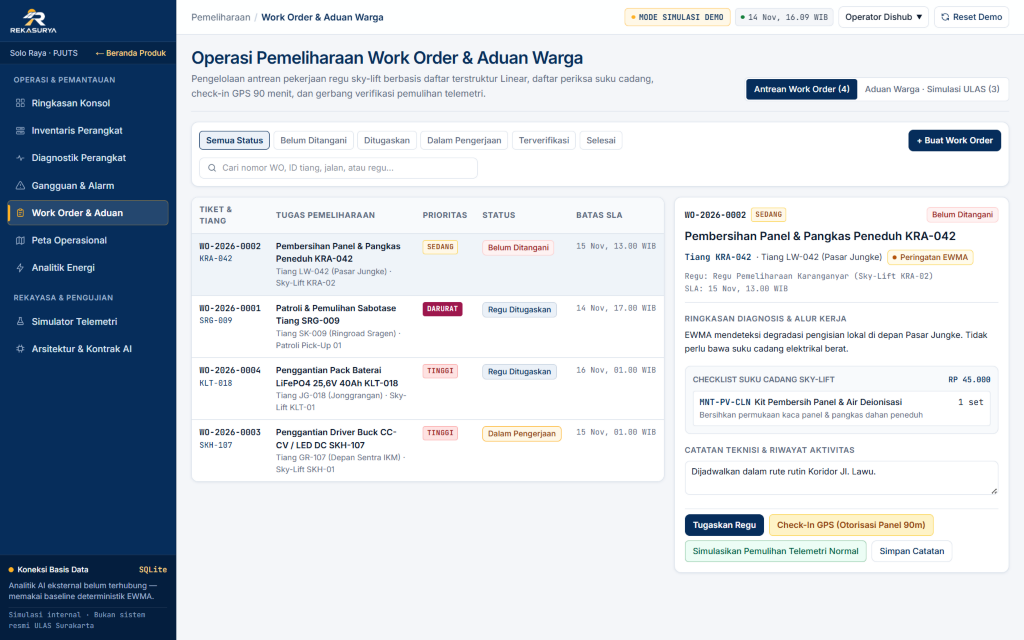 REKASURYA
Solo Raya · PJUTS
← Beranda Produk
OPERASI & PEMANTAUAN
Ringkasan Konsol
Inventaris Perangkat
Diagnostik Perangkat
Gangguan & Alarm
Work Order & Aduan
Peta Operasional
Analitik Energi
REKAYASA & PENGUJIAN
Simulator Telemetri
Arsitektur & Kontrak AI
Koneksi Basis Data SQLite
Analitik AI eksternal belum terhubung —
memakai baseline deterministik EWMA.
Simulasi internal · Bukan sistem
resmi ULAS Surakarta
Pemeliharaan / Work Order & Aduan Warga
MODE SIMULASI DEMO
14 Nov, 16.09 WIB
Operator Dishub ▼
Reset Demo
Operasi Pemeliharaan Work Order & Aduan Warga
Pengelolaan antrean pekerjaan regu sky-lift berbasis daftar terstruktur Linear, daftar periksa suku cadang,
check-in GPS 90 menit, dan gerbang verifikasi pemulihan telemetri.
Antrean Work Order (4)
Aduan Warga · Simulasi ULAS (3)
Semua Status
Belum Ditangani
Ditugaskan
Dalam Pengerjaan
Terverifikasi
Selesai
+ Buat Work Order
Cari nomor WO, ID tiang, jalan, atau regu...
TIKET &
TIANG
TUGAS PEMELIHARAAN
PRIORITAS
STATUS
BATAS SLA
WO-2026-0002
KRA-042
Pembersihan Panel & Pangkas
Peneduh KRA-042
Tiang LW-042 (Pasar Jungke) ·
Sky-Lift KRA-02
SEDANG
Belum Ditangani
15 Nov, 13.00 WIB
WO-2026-0001
SRG-009
Patroli & Pemulihan Sabotase
Tiang SRG-009
Tiang SK-009 (Ringroad Sragen) ·
Patroli Pick-Up 01
DARURAT
Regu Ditugaskan
14 Nov, 17.00 WIB
WO-2026-0004
KLT-018
Penggantian Pack Baterai
LiFePO4 25,6V 40Ah KLT-018
Tiang JG-018 (Jonggrangan) · Sky-
Lift KLT-01
TINGGI
Regu Ditugaskan
16 Nov, 01.00 WIB
WO-2026-0003
SKH-107
Penggantian Driver Buck CC-
CV / LED DC SKH-107
Tiang GR-107 (Depan Sentra IKM) ·
Sky-Lift SKH-01
TINGGI
Dalam Pengerjaan
15 Nov, 01.00 WIB
WO-2026-0002 SEDANG
Belum Ditangani
Pembersihan Panel & Pangkas Peneduh KRA-042
Tiang KRA-042 · Tiang LW-042 (Pasar Jungke)
Peringatan EWMA
Regu: Regu Pemeliharaan Karanganyar (Sky-Lift KRA-02)
SLA: 15 Nov, 13.00 WIB
RINGKASAN DIAGNOSIS & ALUR KERJA
EWMA mendeteksi degradasi pengisian lokal di depan Pasar Jungke. Tidak
perlu bawa suku cadang elektrikal berat.
CHECKLIST SUKU CADANG SKY-LIFT
RP 45.000
MNT-PV-CLN Kit Pembersih Panel & Air Deionisasi
1 set
Bersihkan permukaan kaca panel & pangkas dahan peneduh
CATATAN TEKNISI & RIWAYAT AKTIVITAS
Dijadwalkan dalam rute rutin Koridor Jl. Lawu.
Tugaskan Regu
Check-In GPS (Otorisasi Panel 90m)
Simulasikan Pemulihan Telemetri Normal
Simpan Catatan